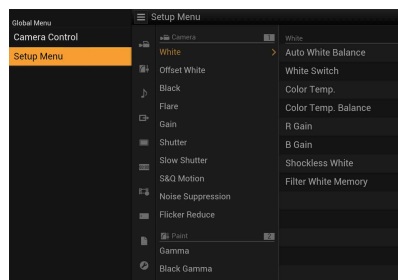 Global Menu
Camera Control
Setup Menu
Setup Menu
Camera 1
White >
Offset White
Black
Flare
Gain
Shutter
Slow Shutter
S&Q Motion
Noise Suppression
Flicker Reduce
Paint 2
Gamma
Black Gamma
White
Auto White Balance
White Switch
Color Temp.
Color Temp. Balance
R Gain
B Gain
Shockless White
Filter White Memory